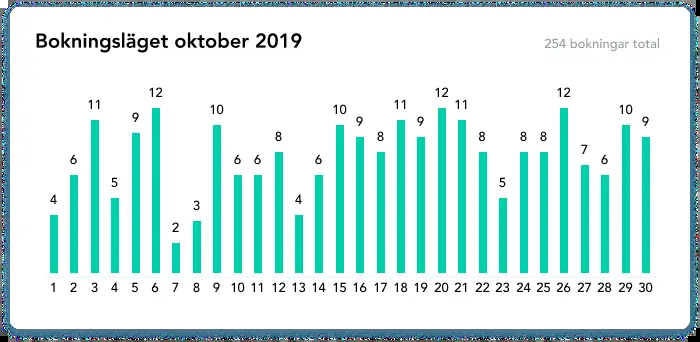 Bokningsläget oktober 2019
254 bokningar total
4 6 11 5 9 12 2 3 10 6 6 8 4 6 10 9 8 11 9 12 11 8 5 8 8 12 7 6 10 9
1 2 3 4 5 6 7 8 9 10 11 12 13 14 15 16 17 18 19 20 21 22 23 24 25 26 27 28 29 30